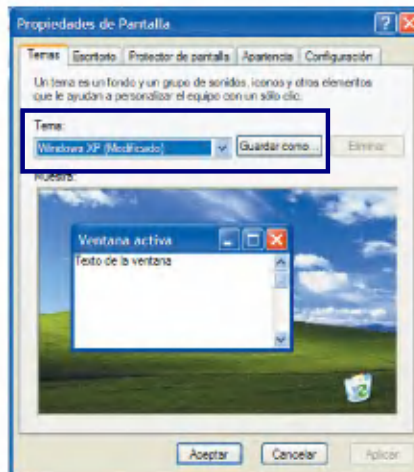 Propiedades de Pantalla
Temas Escritorio Protector de pantalla Apariencia Configuración
Un tema es un fondo y un grupo de sonidos, iconos y otros elementos
que le ayudan a personalizar el equipo con un sólo clic.
Tema:
Windows XP (Modificado) Guardar como... Eliminar
Muestra:
Ventana activa
Texto de la ventana
Aceptar Cancelar Aplicar